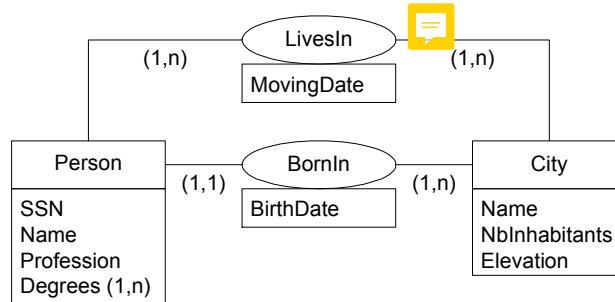 LivesIn
(1,n) (1,n)
MovingDate
Person BornIn City
(1,1) (1,n)
BirthDate
SSN
Name
Profession
Degrees (1,n)
Name
NbInhabitants
Elevation